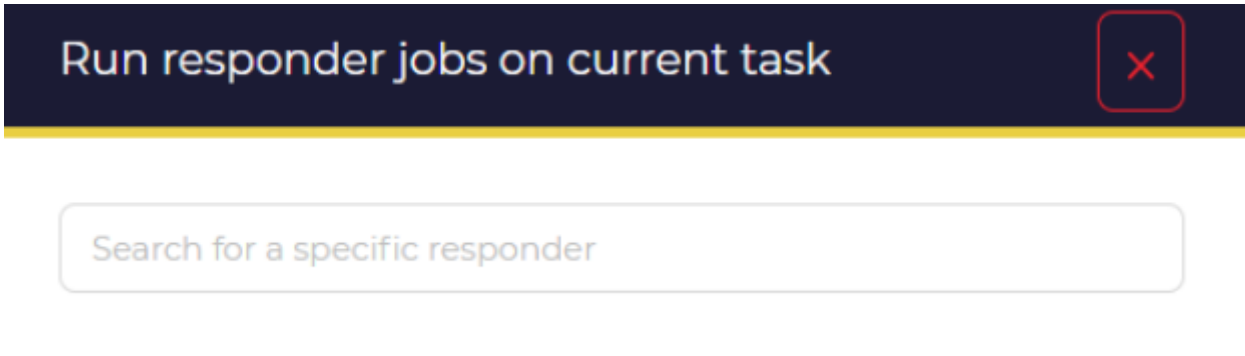 Run responder jobs on current task
Search for a specific responder